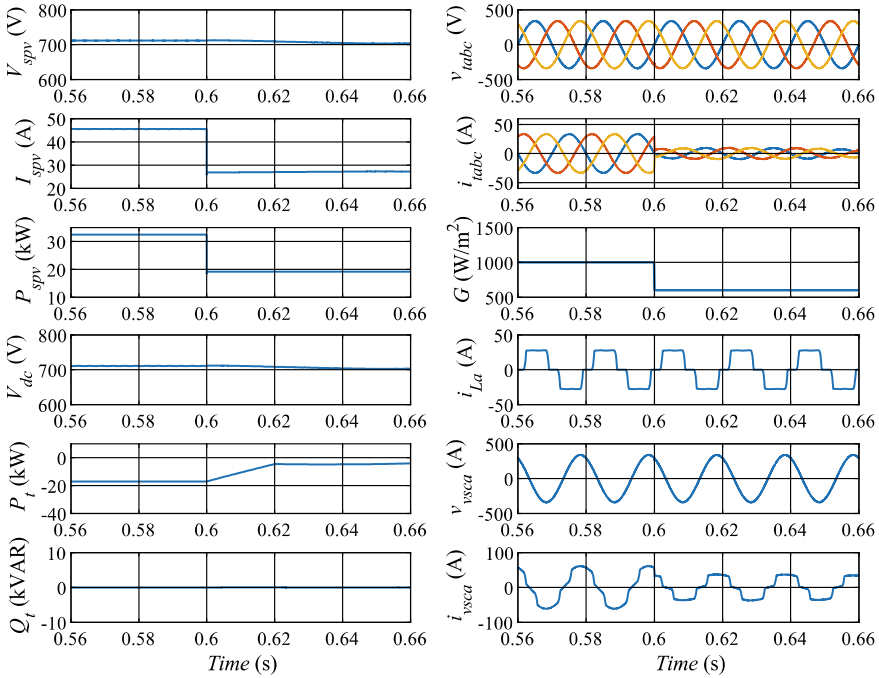 V_spv (V)
800
700
600
0.56 0.58 0.6 0.62 0.64 0.66
I_spv (A)
50
40
30
20
0.56 0.58 0.6 0.62 0.64 0.66
P_spv (kW)
30
20
10
0.56 0.58 0.6 0.62 0.64 0.66
V_dc (V)
800
700
600
0.56 0.58 0.6 0.62 0.64 0.66
P_t (kW)
0
-20
-40
0.56 0.58 0.6 0.62 0.64 0.66
Q_t (kVAR)
10
0
-10
0.56 0.58 0.6 0.62 0.64 0.66
Time (s)
v_tabc (V)
500
0
-500
0.56 0.58 0.6 0.62 0.64 0.66
i_tabc (A)
50
0
-50
0.56 0.58 0.6 0.62 0.64 0.66
G (W/m²)
1500
1000
500
0.56 0.58 0.6 0.62 0.64 0.66
i_La (A)
50
0
-50
0.56 0.58 0.6 0.62 0.64 0.66
v_vsca (A)
500
0
-500
0.56 0.58 0.6 0.62 0.64 0.66
i_vsca (A)
100
0
-100
0.56 0.58 0.6 0.62 0.64 0.66
Time (s)